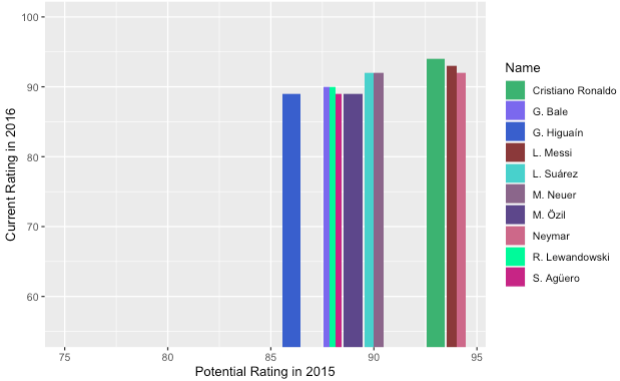 100
90
80
70
60
Current Rating in 2016
75 80 85 90 95
Potential Rating in 2015
Name
Cristiano Ronaldo
G. Bale
G. Higuaín
L. Messi
L. Suárez
M. Neuer
M. Özil
Neymar
R. Lewandowski
S. Agüero